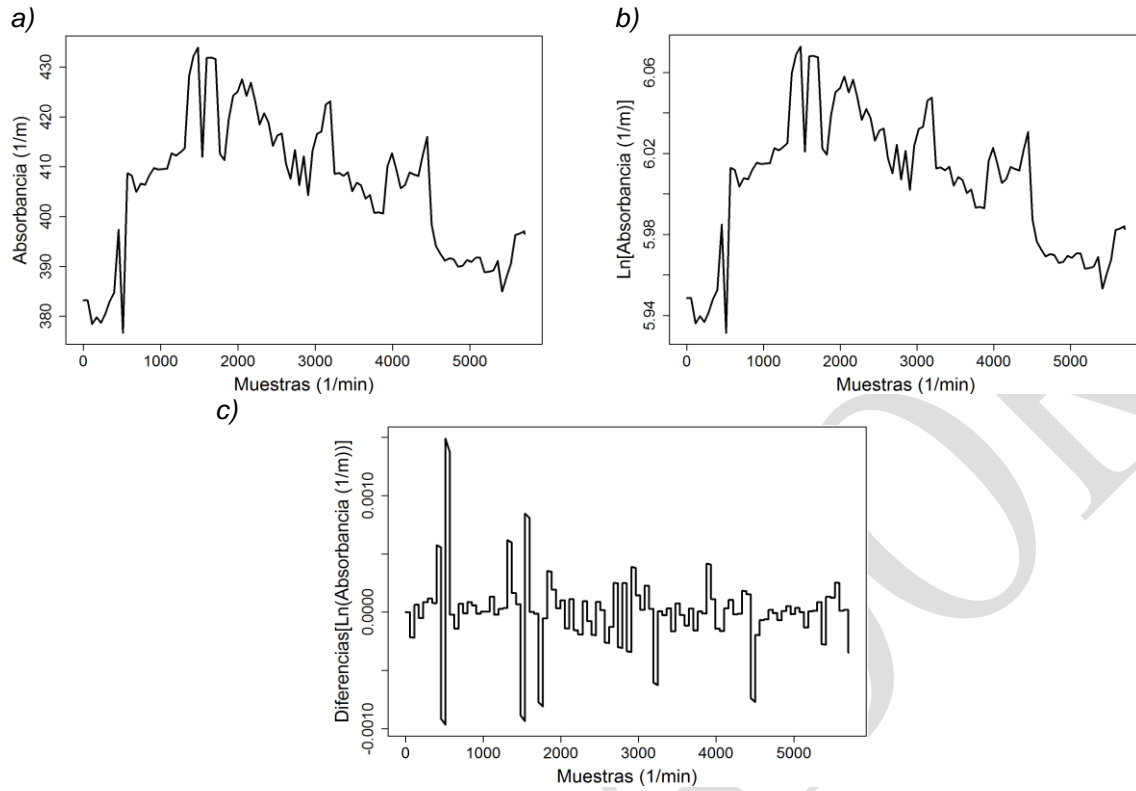 a)
Absorbancia (1/m)
430
420
410
400
390
380
0 1000 2000 3000 4000 5000
Muestras (1/min)
b)
Ln[Absorbancia (1/m)]
6.06
6.02
5.98
5.94
0 1000 2000 3000 4000 5000
Muestras (1/min)
c)
Diferencias[Ln(Absorbancia (1/m))]
0.0010
0.0000
-0.0010
0 1000 2000 3000 4000 5000
Muestras (1/min)